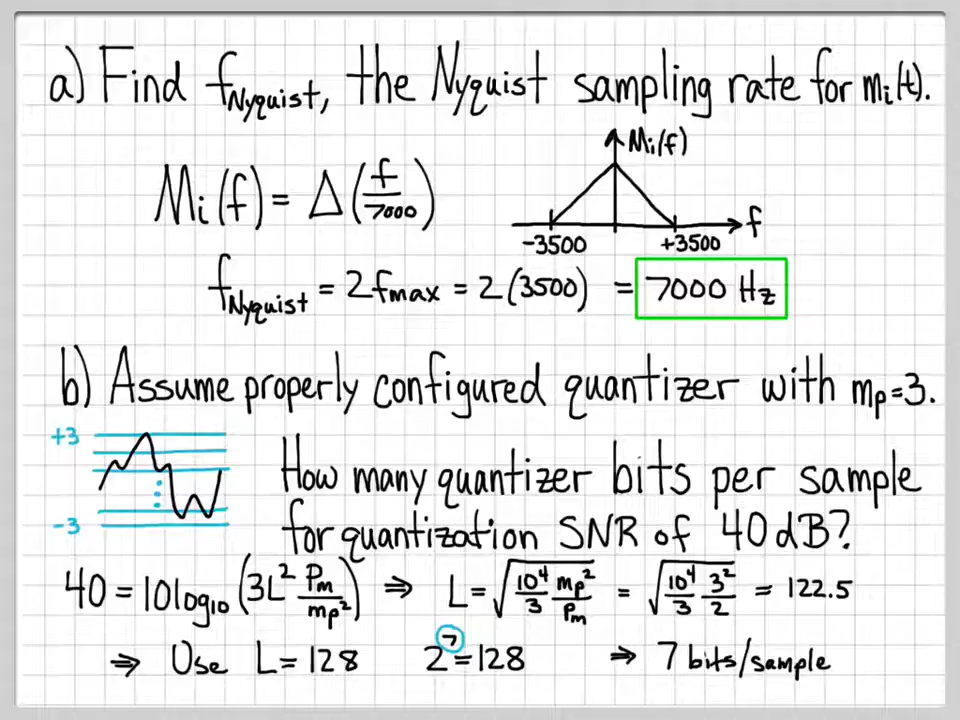 a) Find fNyquist, the Nyquist sampling rate for mi(t).
Mi(f) = Δ(f/7000)
Mi(f)
-3500 +3500 f
fNyquist = 2fmax = 2(3500) = 7000 Hz
b) Assume properly configured quantizer with mp=3.
+3
-3
How many quantizer bits per sample
for quantization SNR of 40 dB?
40 = 10log10(3L² Pm/mp²) ⇒ L = √(10⁴/3 mp²/Pm) = √(10⁴/3 3²/2) = 122.5
⇒ Use L=128 2⁷=128 ⇒ 7 bits/sample